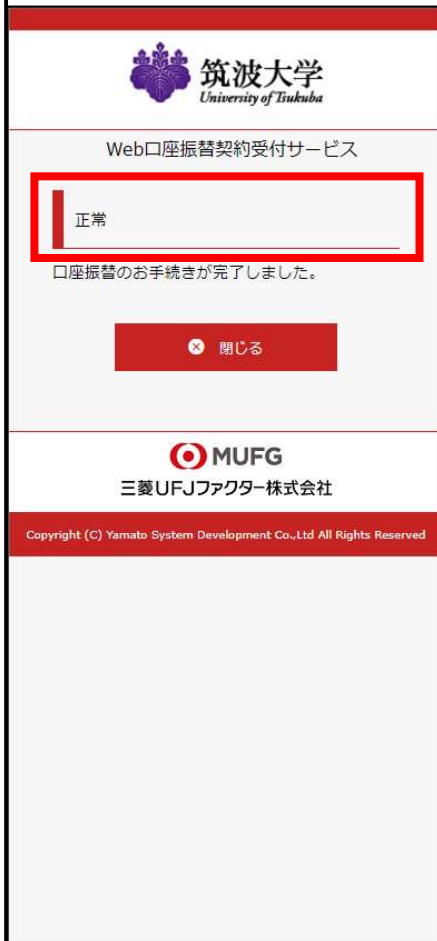 筑波大学
University of Tsukuba
Web口座振替契約受付サービス
正常
口座振替のお手続きが完了しました。
閉じる
MUFG
三菱UFJファクター株式会社
Copyright (C) Yamato System Development Co.,Ltd All Rights Reserved